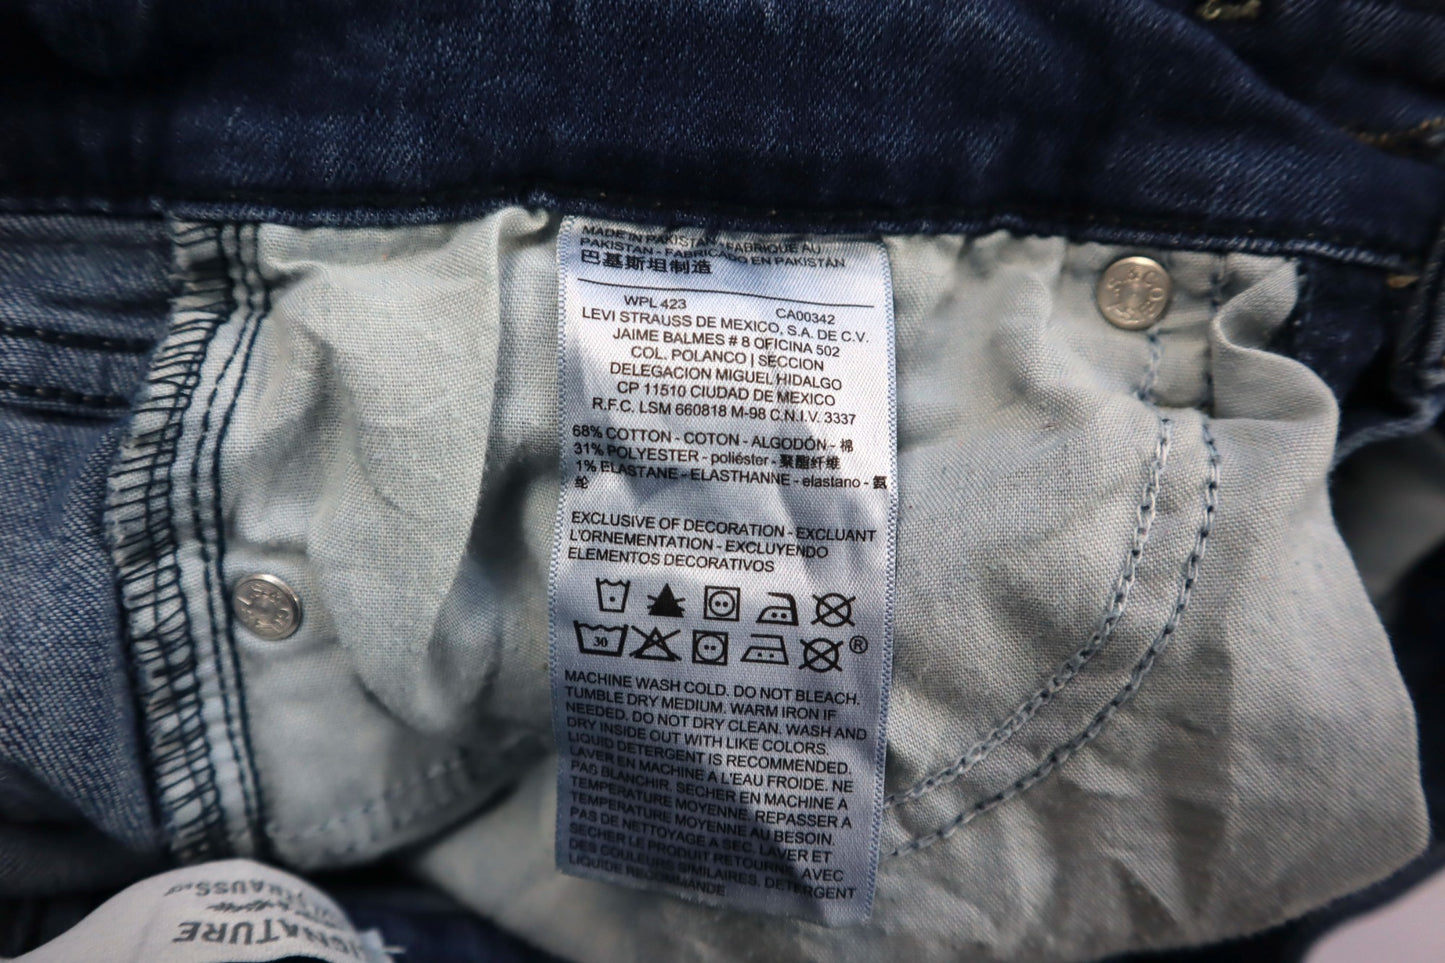 MADE IN PAKISTAN - FABRIQUÉ AU
PAKISTAN - FABRICADO EN PAKISTÁN
巴基斯坦制造
WPL 423 CA00342
LEVI STRAUSS DE MEXICO, S.A. DE C.V.
JAIME BALMES # 8 OFICINA 502
COL. POLANCO | SECCION
DELEGACION MIGUEL HIDALGO
CP 11510 CIUDAD DE MEXICO
R.F.C. LSM 660818 M-98 C.N.I.V. 3337
68% COTTON - COTON - ALGODÓN - 棉
31% POLYESTER - poliéster - 聚酯纤维
1% ELASTANE - ELASTHANNE - elastano - 氨
纶
EXCLUSIVE OF DECORATION - EXCLUANT
L'ORNEMENTATION - EXCLUYENDO
ELEMENTOS DECORATIVOS
30
®
MACHINE WASH COLD. DO NOT BLEACH.
TUMBLE DRY MEDIUM. WARM IRON IF
NEEDED. DO NOT DRY CLEAN. WASH AND
DRY INSIDE OUT WITH LIKE COLORS.
LIQUID DETERGENT IS RECOMMENDED.
LAVER EN MACHINE A L'EAU FROIDE. NE
PAS BLANCHIR. SECHER EN MACHINE A
TEMPERATURE MOYENNE. REPASSER A
TEMPERATURE MOYENNE AU BESOIN.
PAS DE NETTOYAGE A SEC. LAVER ET
SECHER LE PRODUIT RETOURNE, AVEC
DES COULEURS SIMILAIRES. DETERGENT
LIQUIDE RECOMMANDE.
STRAUSS